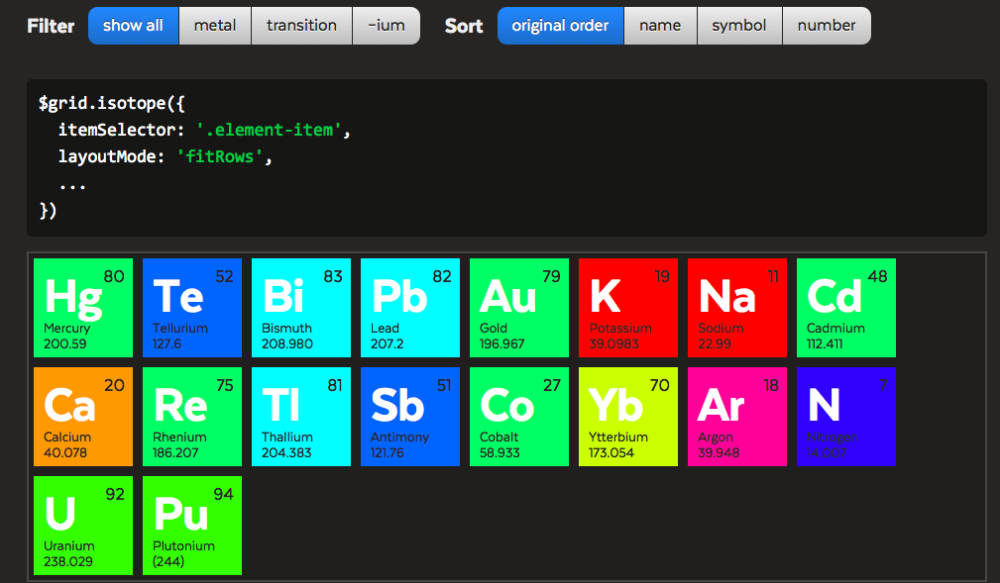 Filter show all metal transition -ium Sort original order name symbol number
$grid.isotope({
itemSelector: '.element-item',
layoutMode: 'fitRows',
...
})
80 52 83 82 79 19 11 48
Hg Te Bi Pb Au K Na Cd
Mercury Tellurium Bismuth Lead Gold Potassium Sodium Cadmium
200.59 127.6 208.980 207.2 196.967 39.0983 22.99 112.411
20 75 81 51 27 70 18 7
Ca Re Tl Sb Co Yb Ar N
Calcium Rhenium Thallium Antimony Cobalt Ytterbium Argon Nitrogen
40.078 186.207 204.383 121.76 58.933 173.054 39.948 14.007
92 94
U Pu
Uranium Plutonium
238.029 (244)